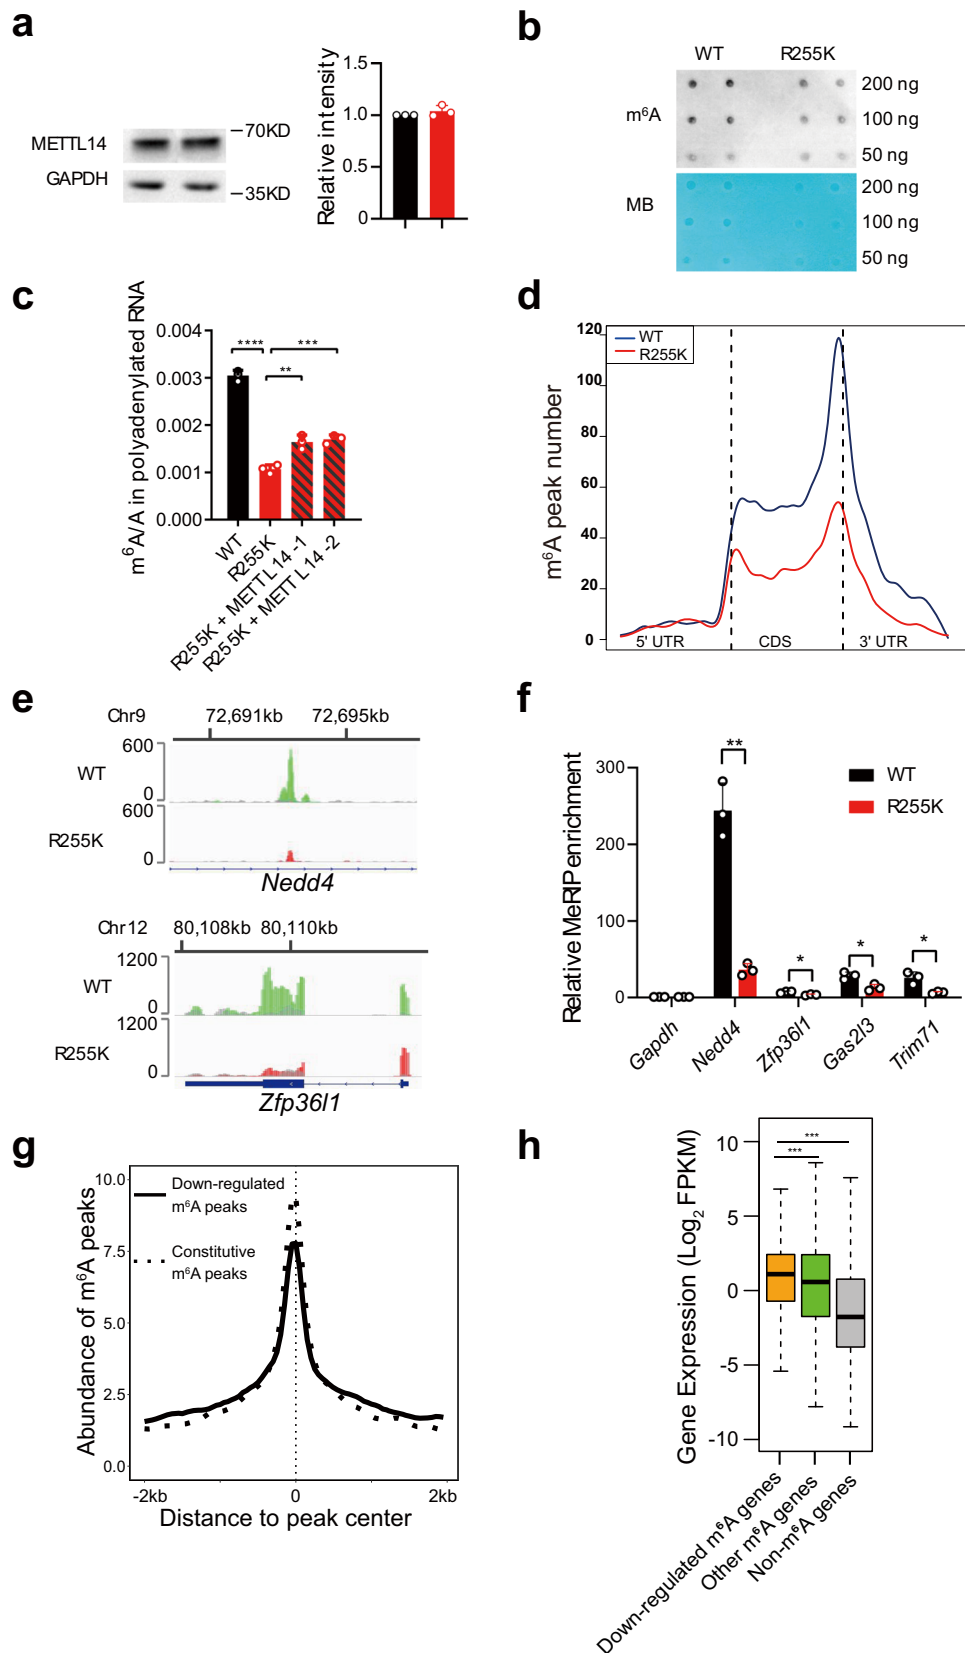 a
METTL14
GAPDH
70KD
35KD
Relative intensity
1.5
1.0
0.5
0
b
WT R255K
m⁶A
200 ng
100 ng
50 ng
MB
200 ng
100 ng
50 ng
c
m⁶A/A in polyadenylated RNA
0.004
0.003
0.002
0.001
0.000
**** ***
**
WT
R255K
R255K + METTL14 -1
R255K + METTL14 -2
d
m⁶A peak number
120
100
80
60
40
20
0
WT
R255K
5' UTR CDS 3' UTR
e
Chr9 72,691kb 72,695kb
600
WT
0
600
R255K
0
Nedd4
Chr12 80,108kb 80,110kb
1200
WT
0
1200
R255K
0
Zfp36l1
f
Relative MeRIP enrichment
300
200
100
0
**
*
*
*
WT
R255K
Gapdh
Nedd4
Zfp36l1
Gas2l3
Trim71
g
Abundance of m⁶A peaks
10.0
7.5
5.0
2.5
0.0
Down-regulated
m⁶A peaks
Constitutive
m⁶A peaks
-2kb 0 2kb
Distance to peak center
h
Gene Expression (Log₂ FPKM)
10
5
0
-5
-10
***
***
Down-regulated m⁶A genes
Other m⁶A genes
Non-m⁶A genes